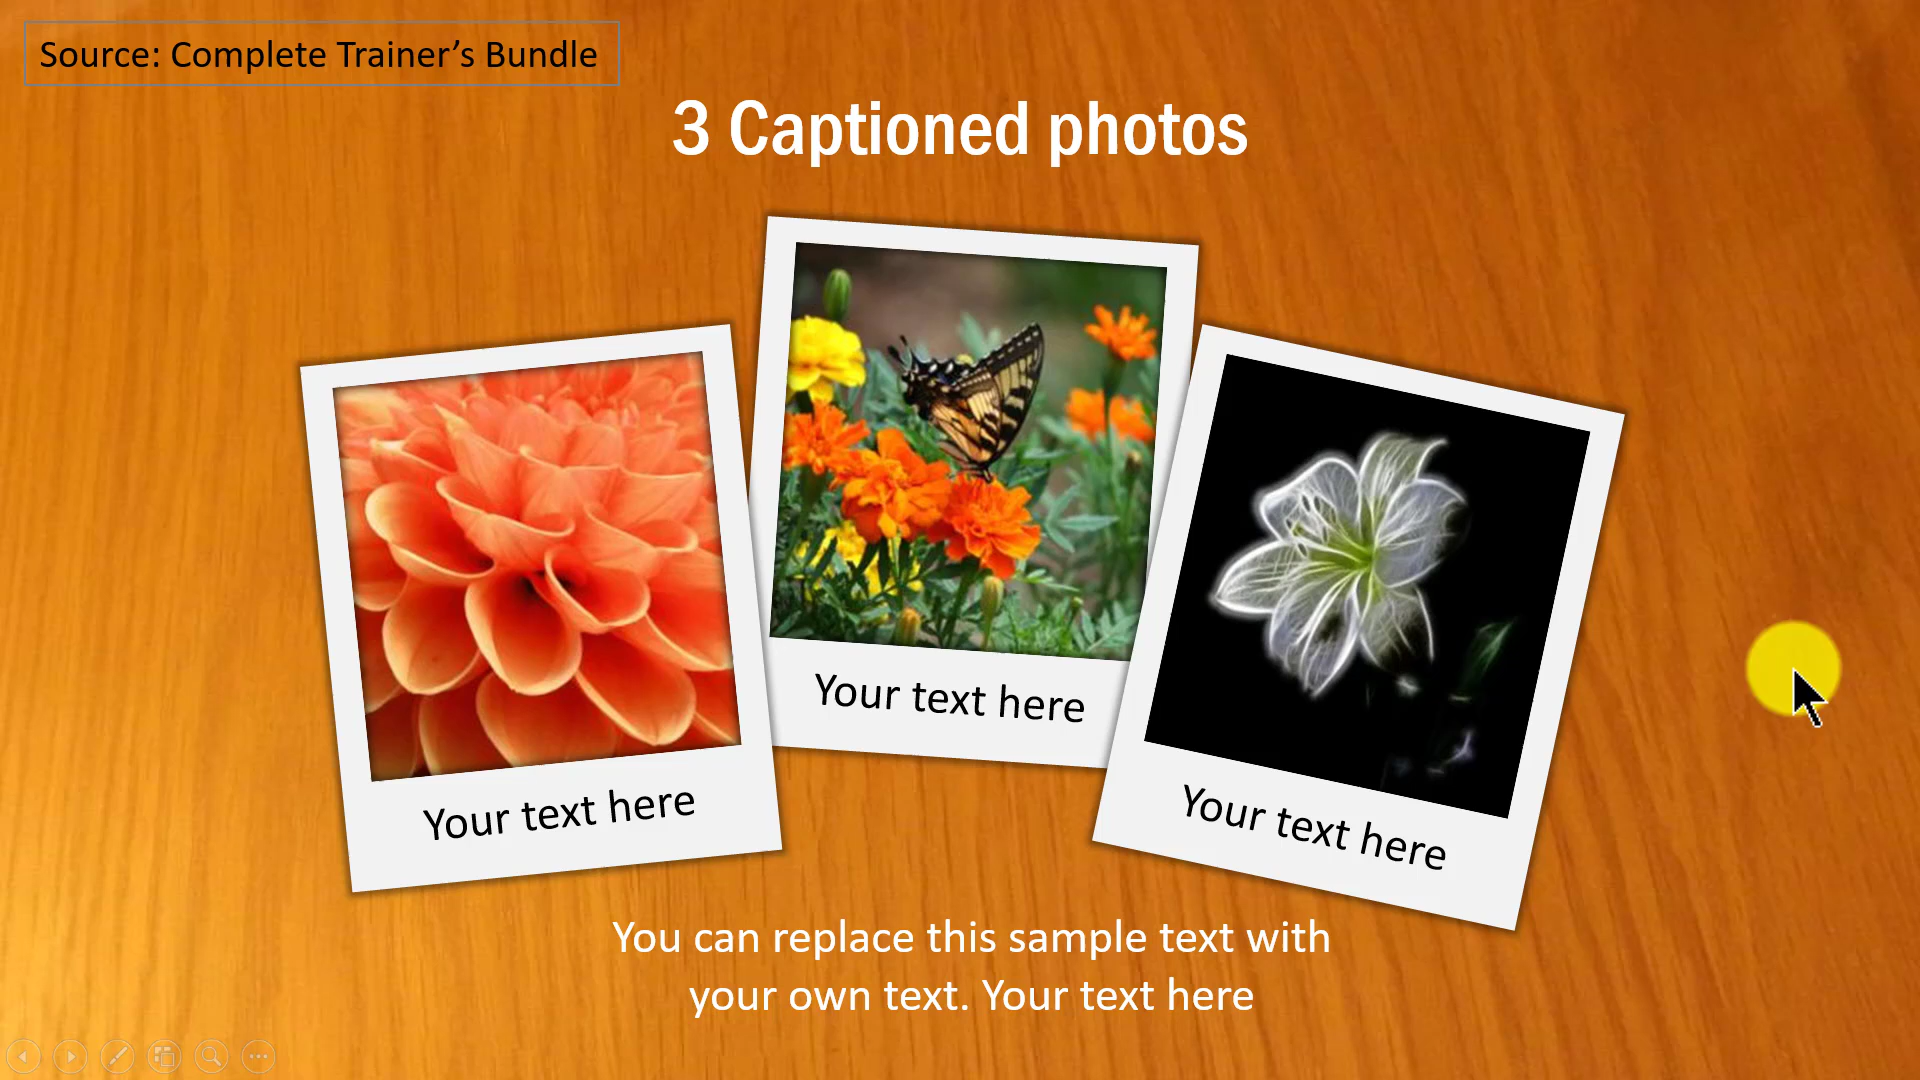 Source: Complete Trainer’s Bundle
3 Captioned photos
Your text here
Your text here
Your text here
You can replace this sample text with
your own text. Your text here